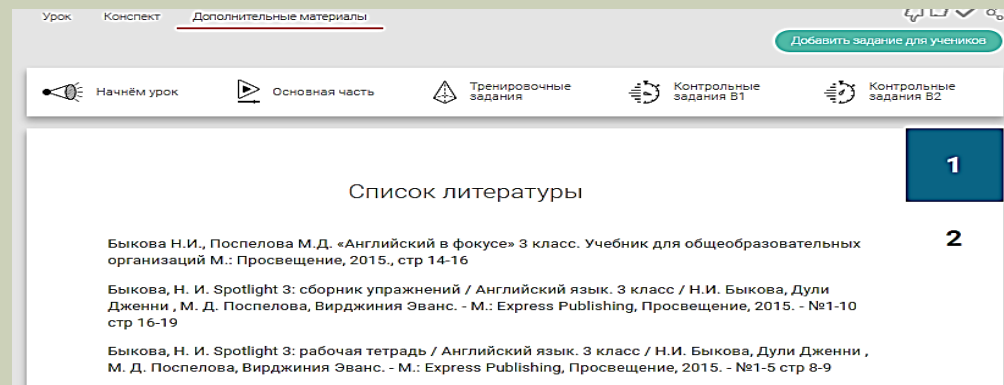 Урок Конспект Дополнительные материалы
Добавить задание для учеников
Начнём урок Основная часть Тренировочные задания Контрольные задания В1 Контрольные задания В2
1
Список литературы
2
Быкова Н.И., Поспелова М.Д. «Английский в фокусе» 3 класс. Учебник для общеобразовательных
организаций М.: Просвещение, 2015., стр 14-16
Быкова, Н. И. Spotlight 3: сборник упражнений / Английский язык. 3 класс / Н.И. Быкова, Дули
Дженни , М. Д. Поспелова, Вирджиния Эванс. - М.: Express Publishing, Просвещение, 2015. - №1-10
стр 16-19
Быкова, Н. И. Spotlight 3: рабочая тетрадь / Английский язык. 3 класс / Н.И. Быкова, Дули Дженни ,
М. Д. Поспелова, Вирджиния Эванс. - М.: Express Publishing, Просвещение, 2015. - №1-5 стр 8-9